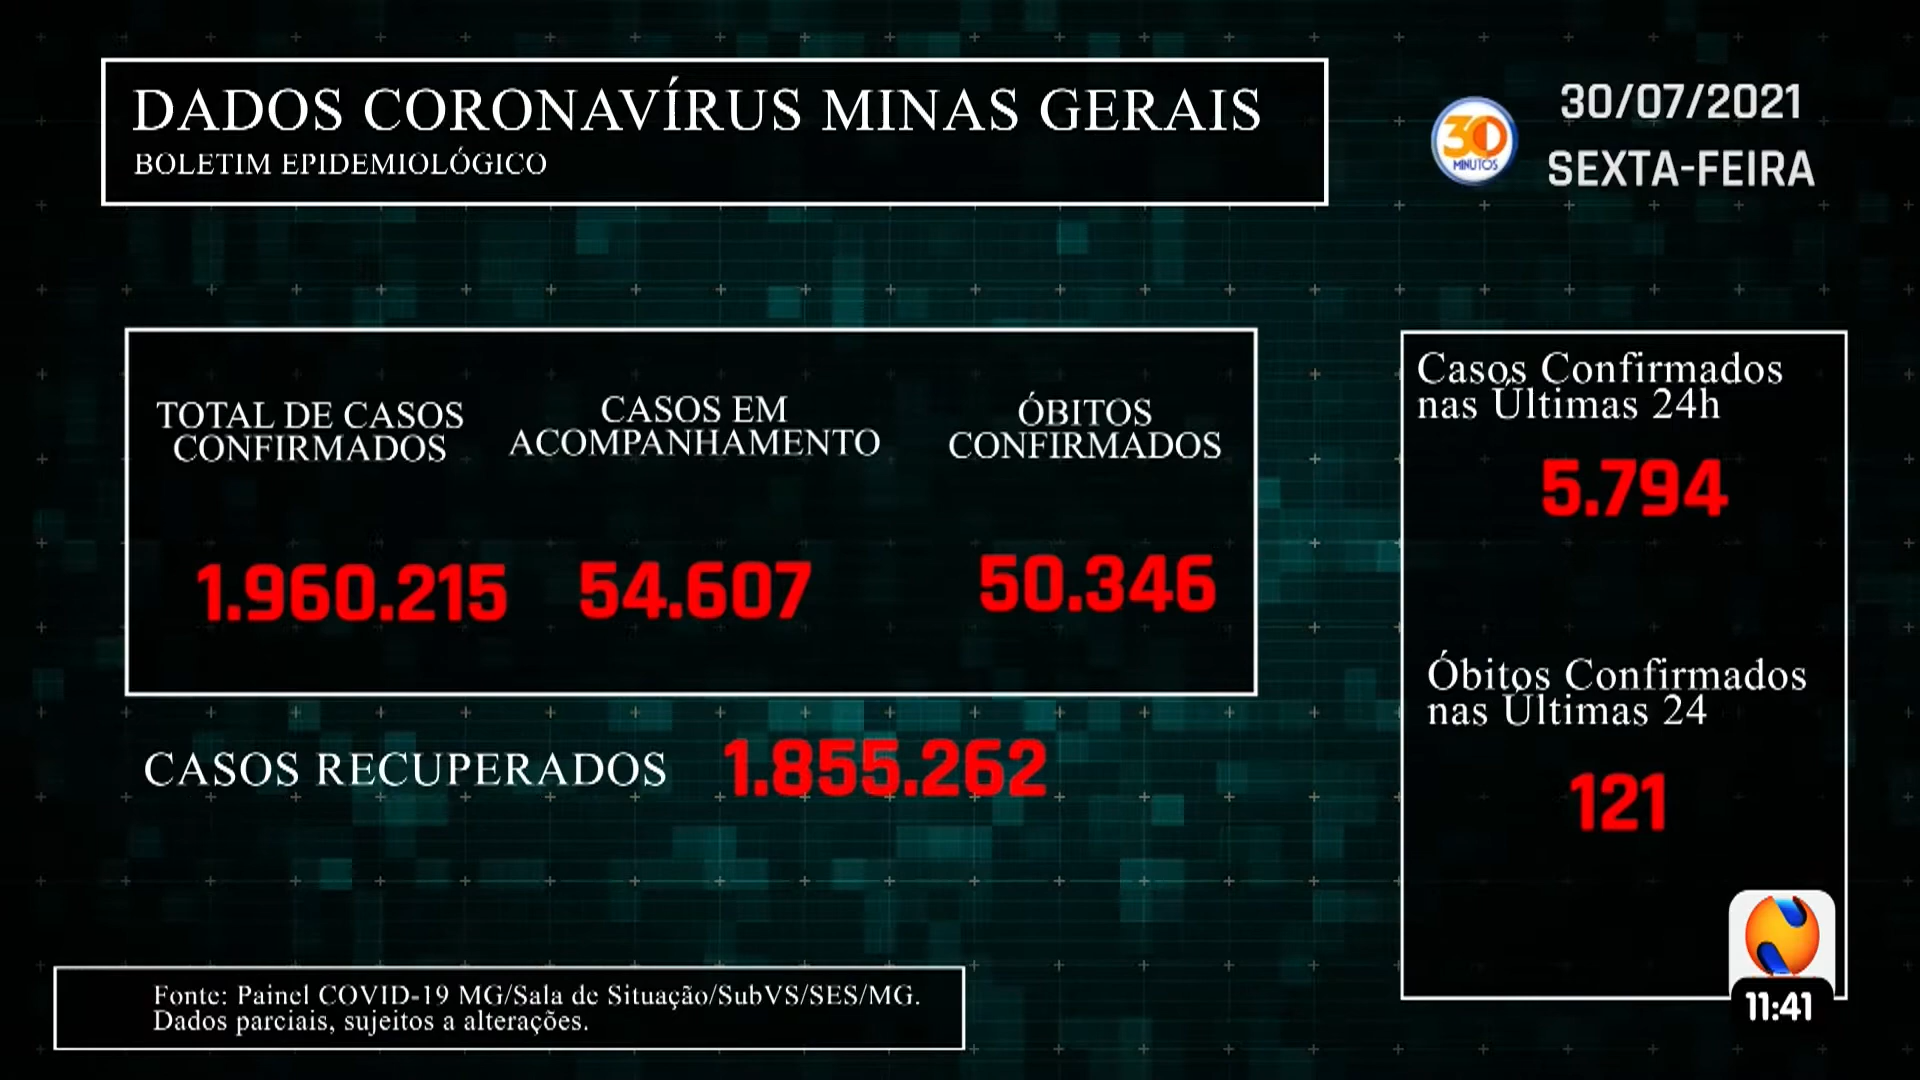 DADOS CORONAVÍRUS MINAS GERAIS
BOLETIM EPIDEMIOLÓGICO
30
MINUTOS
30/07/2021
SEXTA-FEIRA
TOTAL DE CASOS
CONFIRMADOS
1.960.215
CASOS EM
ACOMPANHAMENTO
54.607
ÓBITOS
CONFIRMADOS
50.346
CASOS RECUPERADOS 1.855.262
Casos Confirmados
nas Últimas 24h
5.794
Óbitos Confirmados
nas Últimas 24
121
Fonte: Painel COVID-19 MG/Sala de Situação/SubVS/SES/MG.
Dados parciais, sujeitos a alterações.
11:41